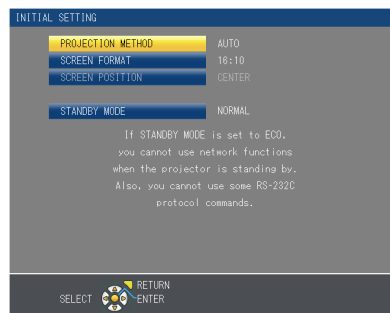 INITIAL SETTING
PROJECTION METHOD AUTO
SCREEN FORMAT 16:10
SCREEN POSITION CENTER
STANDBY MODE NORMAL
If STANDBY MODE is set to ECO,
you cannot use network functions
when the projector is standing by.
Also, you cannot use some RS-232C
protocol commands.
RETURN
SELECT ENTER